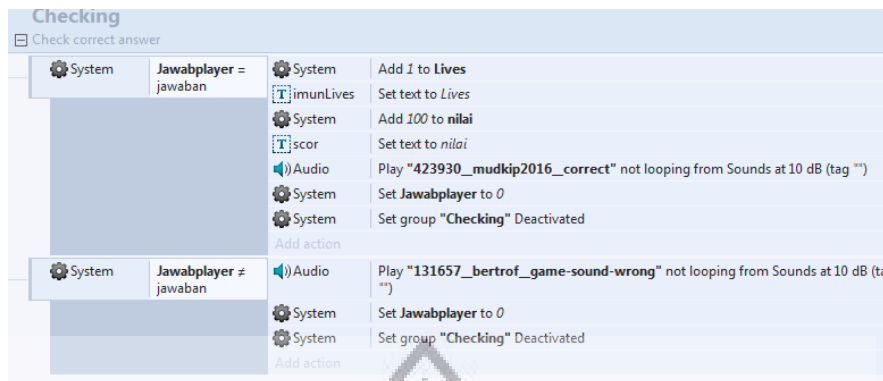 Checking
Check correct answer
System Jawabplayer = jawaban System Add 1 to Lives
T imunLives Set text to Lives
System Add 100 to nilai
T scor Set text to nilai
Audio Play "423930__mudkip2016__correct" not looping from Sounds at 10 dB (tag "")
System Set Jawabplayer to 0
System Set group "Checking" Deactivated
Add action
System Jawabplayer ≠ jawaban Audio Play "131657__bertrof__game-sound-wrong" not looping from Sounds at 10 dB (ta
"")
System Set Jawabplayer to 0
System Set group "Checking" Deactivated
Add action